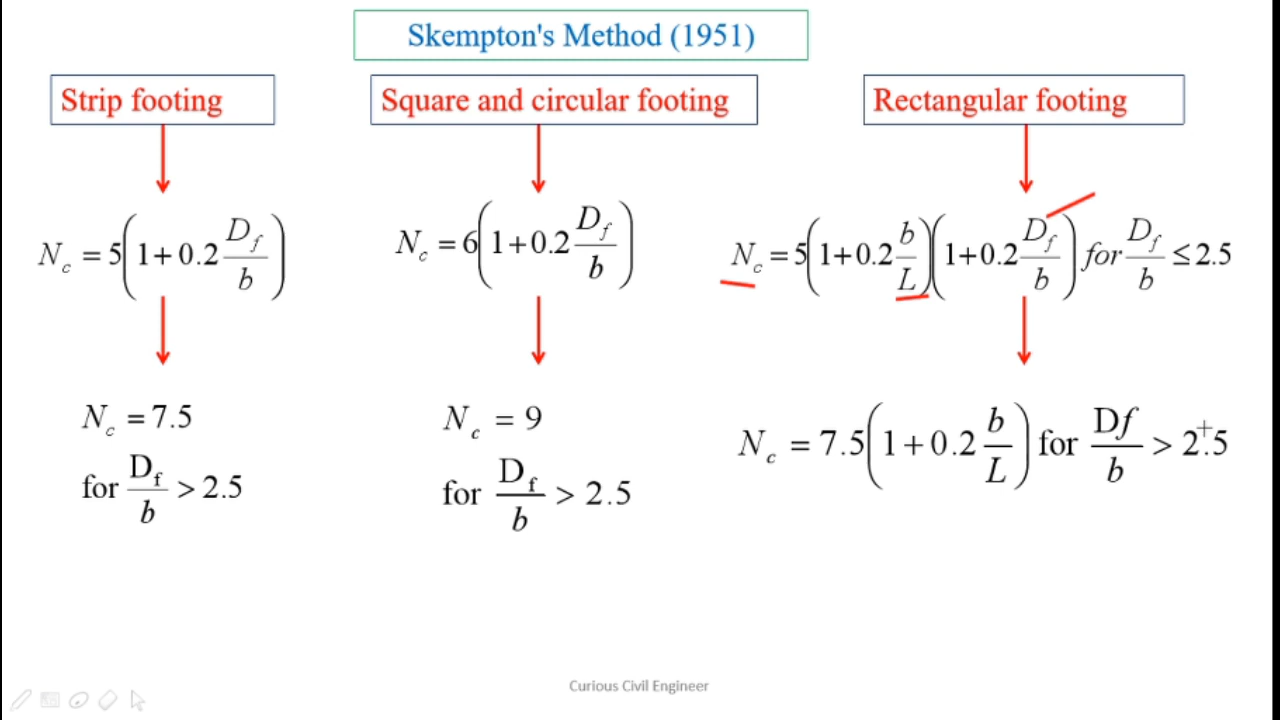 Skempton's Method (1951)
Strip footing
N_c = 5(1+0.2 D_f/b)
N_c = 7.5
for D_f/b > 2.5
Square and circular footing
N_c = 6(1+0.2 D_f/b)
N_c = 9
for D_f/b > 2.5
Rectangular footing
N_c = 5(1+0.2 b/L)(1+0.2 D_f/b) for D_f/b ≤ 2.5
N_c = 7.5(1+0.2 b/L) for Df/b > 2.5
Curious Civil Engineer